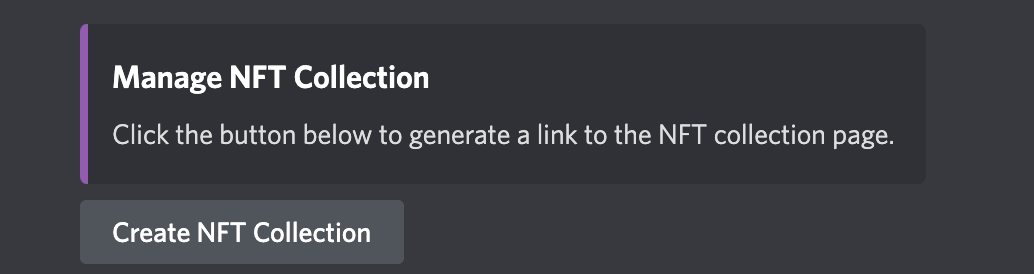 Manage NFT Collection
Click the button below to generate a link to the NFT collection page.
Create NFT Collection